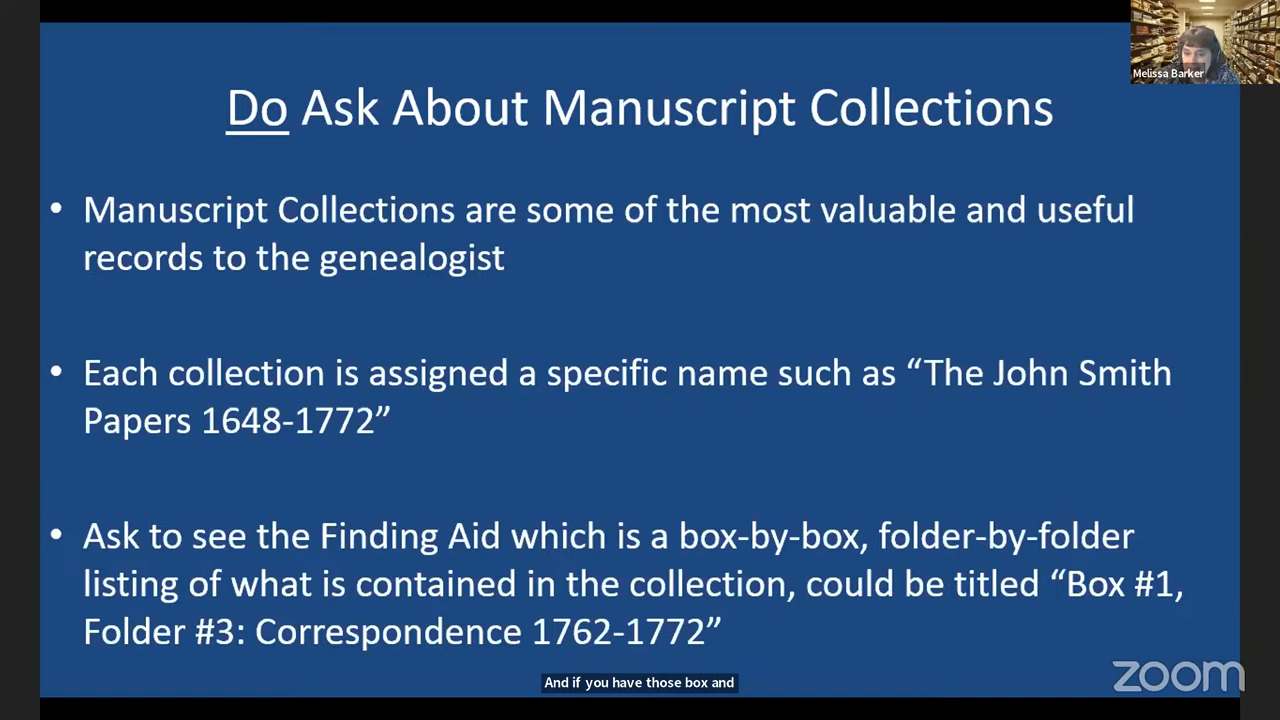 Melissa Barker
Do Ask About Manuscript Collections
• Manuscript Collections are some of the most valuable and useful
records to the genealogist
• Each collection is assigned a specific name such as “The John Smith
Papers 1648-1772”
• Ask to see the Finding Aid which is a box-by-box, folder-by-folder
listing of what is contained in the collection, could be titled “Box #1,
Folder #3: Correspondence 1762-1772”
And if you have those box and
zoom